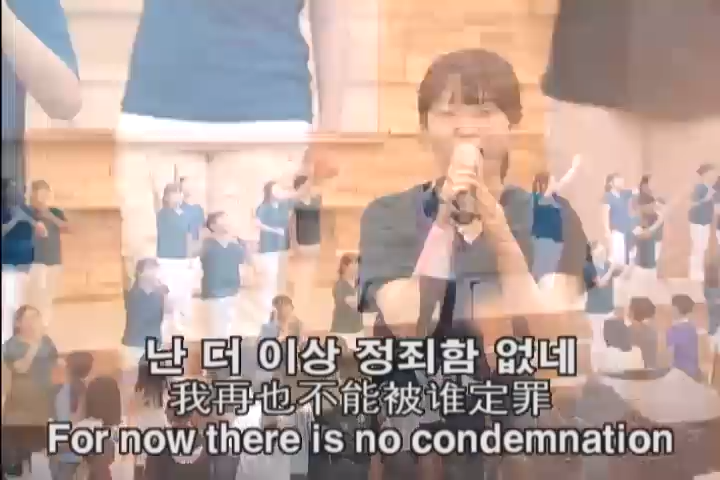 난 더 이상 정죄함 없네
我再也不能被谁定罪
For now there is no condemnation